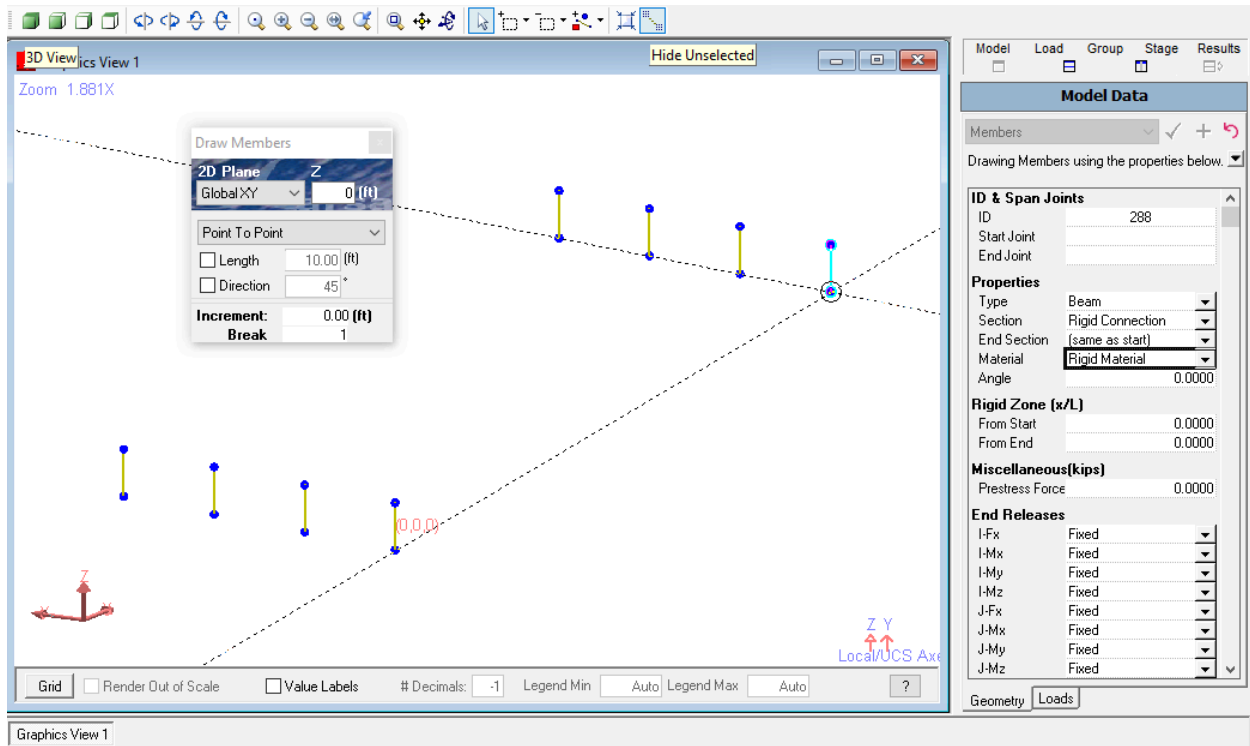 3D View
ics View 1
Hide Unselected
Zoom 1.881X
Draw Members
2D Plane Z
Global XY 0 (ft)
Point To Point
Length 10.00 (ft)
Direction 45 °
Increment: 0.00 (ft)
Break 1
(0,0,0)
Z
Z Y
Local/UCS Axe
Grid Render Out of Scale Value Labels # Decimals: -1 Legend Min Auto Legend Max Auto ?
Graphics View 1
Model Load Group Stage Results
Model Data
Members
Drawing Members using the properties below.
ID & Span Joints
ID 288
Start Joint
End Joint
Properties
Type Beam
Section Rigid Connection
End Section (same as start)
Material Rigid Material
Angle 0.0000
Rigid Zone (x/L)
From Start 0.0000
From End 0.0000
Miscellaneous(kips)
Prestress Force 0.0000
End Releases
I-Fx Fixed
I-Mx Fixed
I-My Fixed
I-Mz Fixed
J-Fx Fixed
J-Mx Fixed
J-My Fixed
J-Mz Fixed
Geometry Loads